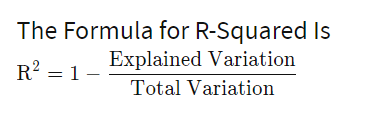 The Formula for R-Squared Is
R² = 1 − Explained Variation / Total Variation